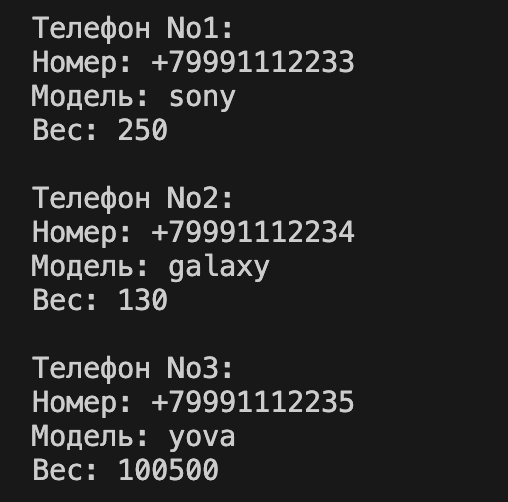 Телефон No1:
Номер: +79991112233
Модель: sony
Вес: 250
Телефон No2:
Номер: +79991112234
Модель: galaxy
Вес: 130
Телефон No3:
Номер: +79991112235
Модель: yova
Вес: 100500